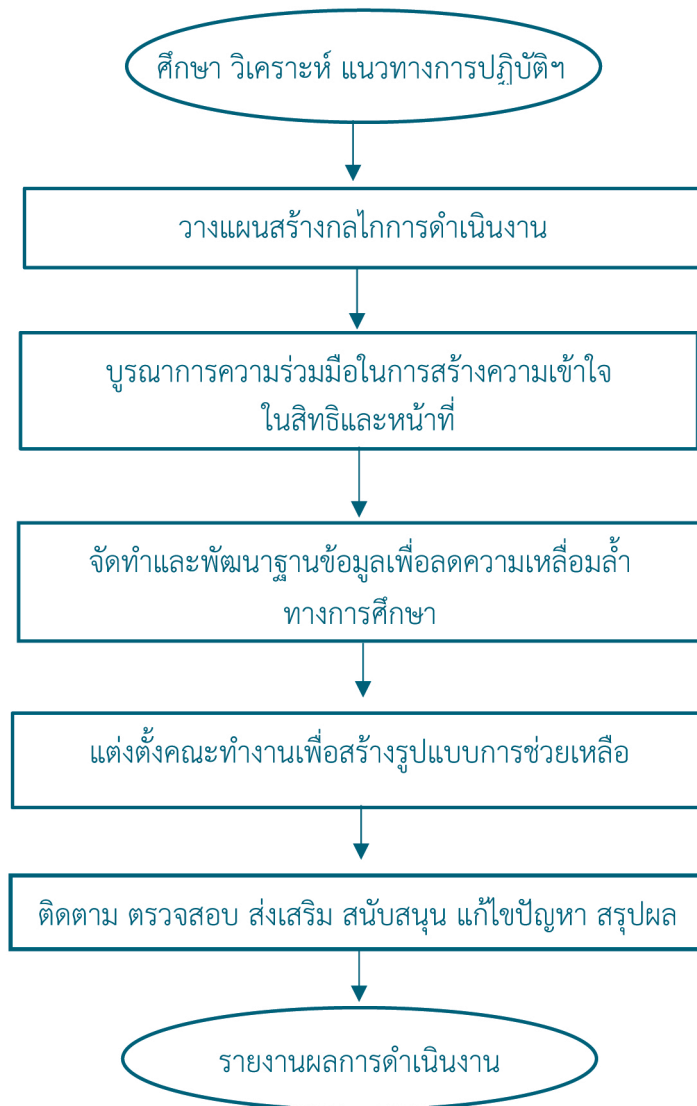 ศึกษา วิเคราะห์ แนวทางการปฏิบัติฯ
วางแผนสร้างกลไกการดำเนินงาน
บูรณาการความร่วมมือในการสร้างความเข้าใจ
ในสิทธิและหน้าที่
จัดทำและพัฒนาฐานข้อมูลเพื่อลดความเหลื่อมล้ำ
ทางการศึกษา
แต่งตั้งคณะทำงานเพื่อสร้างรูปแบบการช่วยเหลือ
ติดตาม ตรวจสอบ ส่งเสริม สนับสนุน แก้ไขปัญหา สรุปผล
รายงานผลการดำเนินงาน